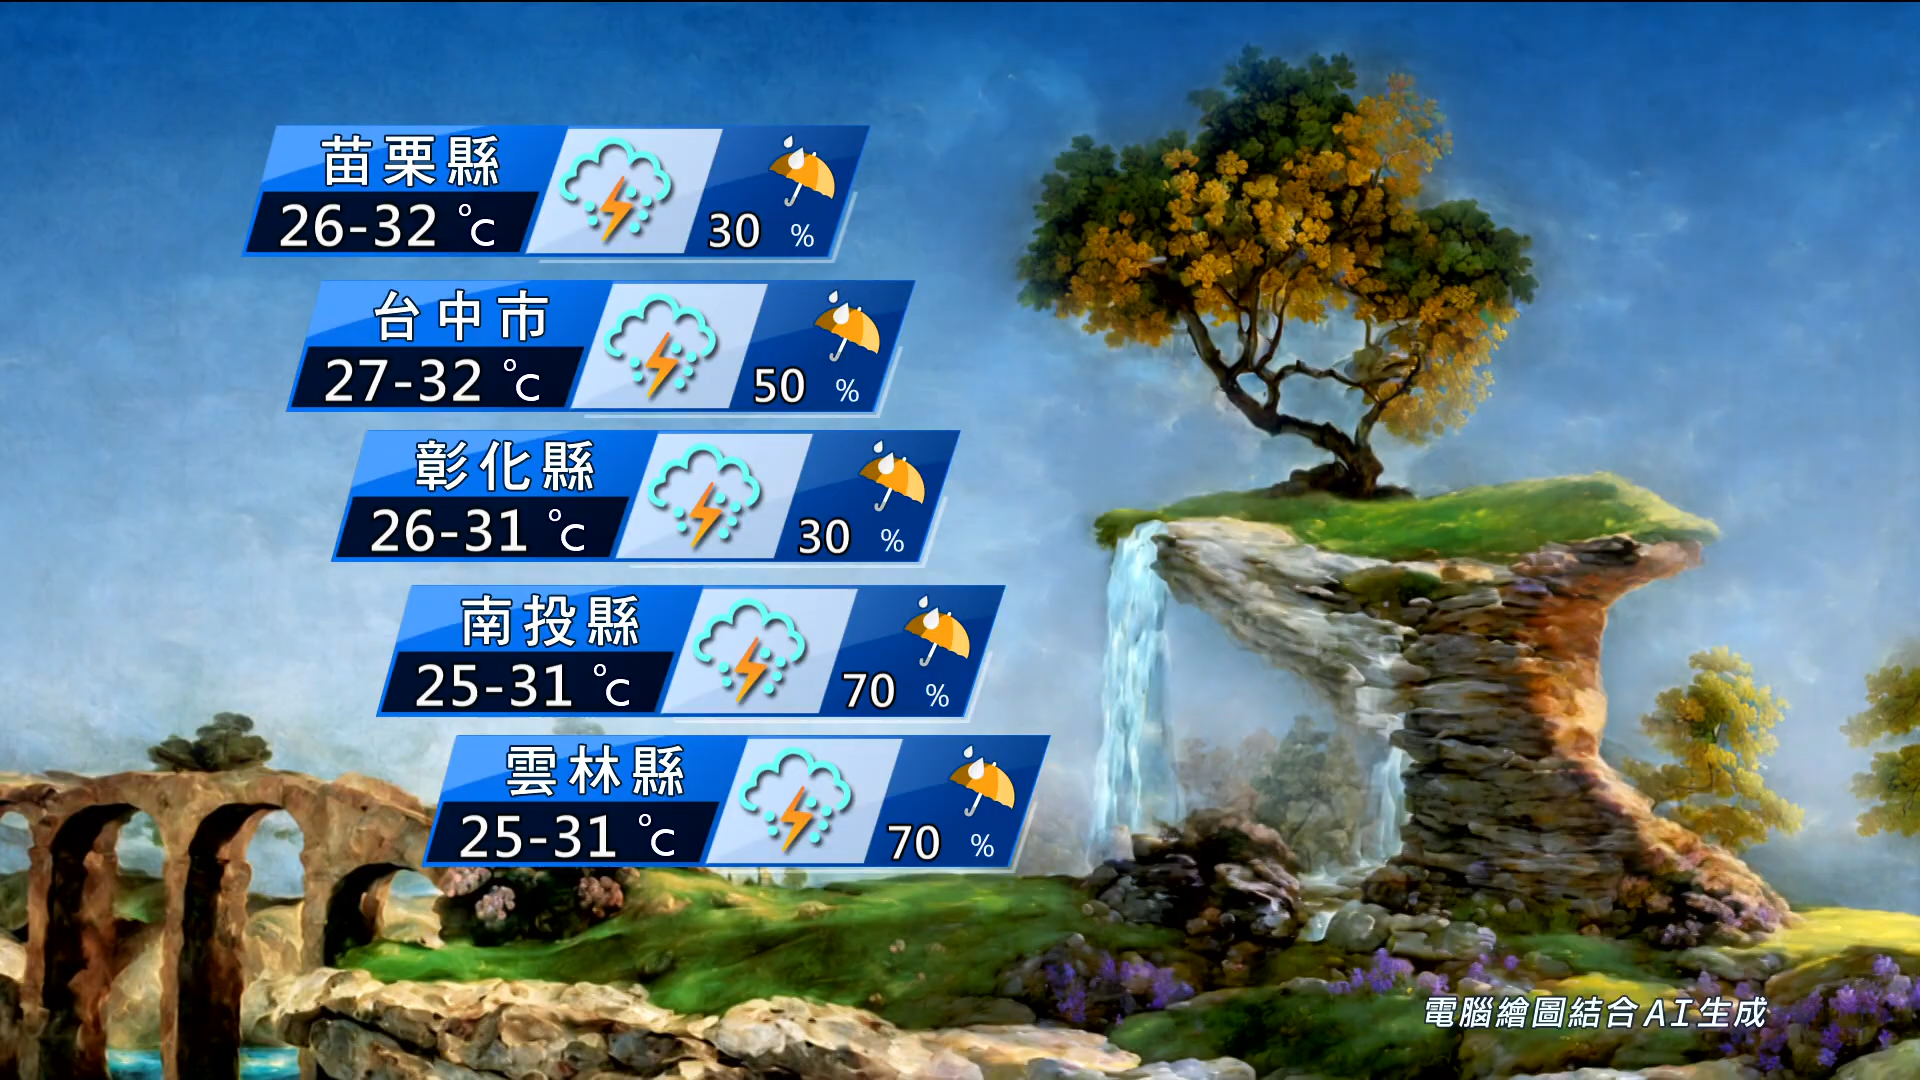 苗栗縣
26-32 °C
30 %
台中市
27-32 °C
50 %
彰化縣
26-31 °C
30 %
南投縣
25-31 °C
70 %
雲林縣
25-31 °C
70 %
電腦繪圖結合AI生成